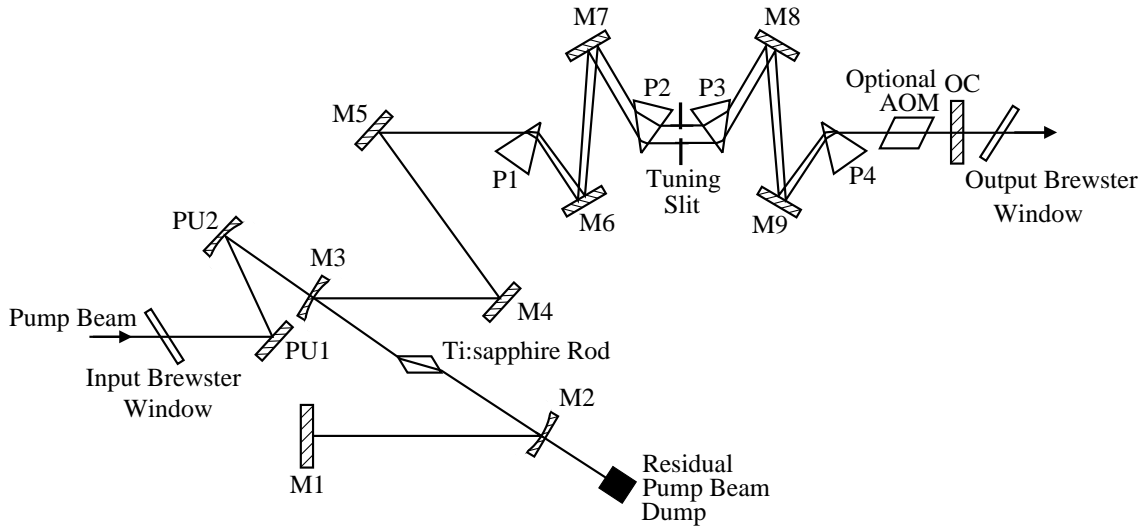 M7
M8
Optional
AOM
OC
P2
P3
M5
P1
Tuning
Slit
M6
P4
M9
Output Brewster
Window
PU2
M3
M4
Pump Beam
PU1
Input Brewster
Window
Ti:sapphire Rod
M2
M1
Residual
Pump Beam
Dump